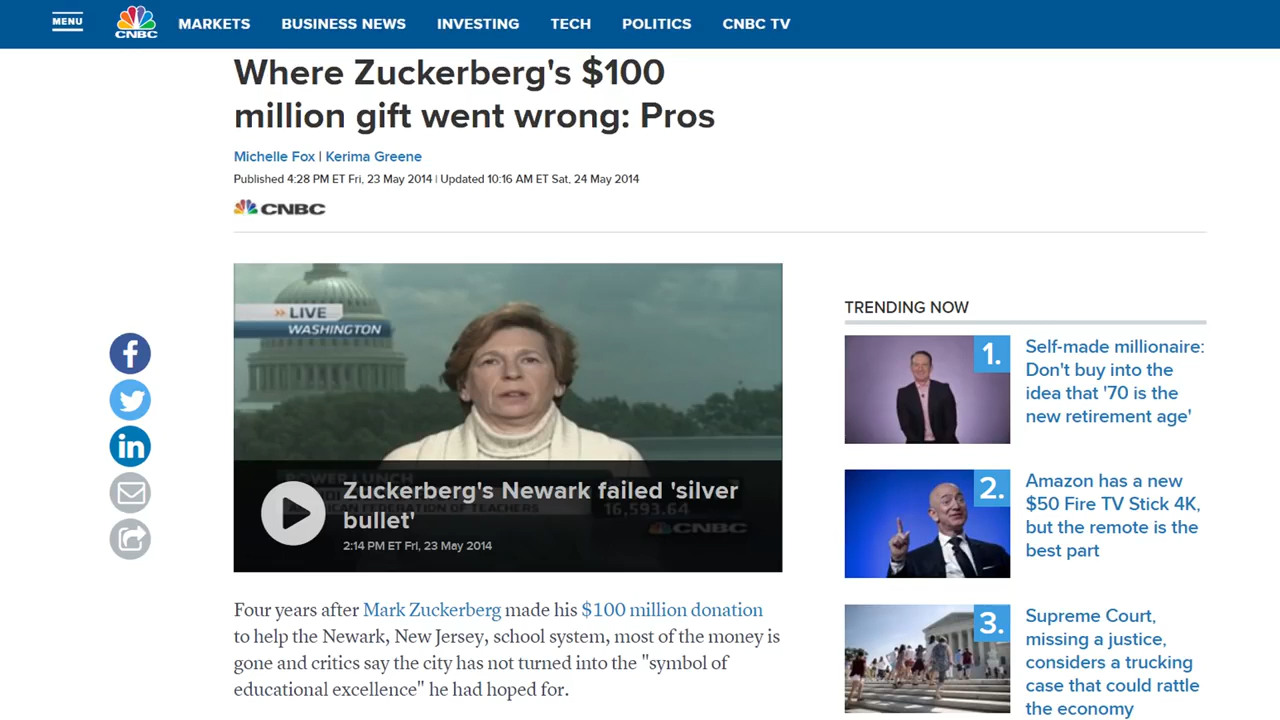 MENU
CNBC
MARKETS
BUSINESS NEWS
INVESTING
TECH
POLITICS
CNBC TV
Where Zuckerberg's $100
million gift went wrong: Pros
Michelle Fox | Kerima Greene
Published 4:28 PM ET Fri, 23 May 2014 | Updated 10:16 AM ET Sat, 24 May 2014
CNBC
LIVE
WASHINGTON
POWER LUNCH
Zuckerberg's Newark failed 'silver
bullet'
AMERICAN FEDERATION OF TEACHERS
16,593.64
CNBC
2:14 PM ET Fri, 23 May 2014
Four years after Mark Zuckerberg made his $100 million donation
to help the Newark, New Jersey, school system, most of the money is
gone and critics say the city has not turned into the "symbol of
educational excellence" he had hoped for.
TRENDING NOW
1.
Self-made millionaire:
Don't buy into the
idea that '70 is the
new retirement age'
2.
Amazon has a new
$50 Fire TV Stick 4K,
but the remote is the
best part
3.
Supreme Court,
missing a justice,
considers a trucking
case that could rattle
the economy